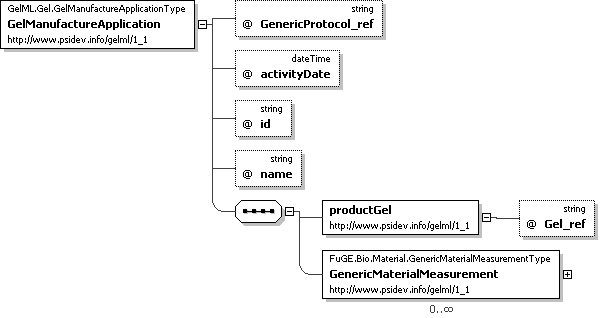 GelML.Gel.GelManufactureApplicationType
GelManufactureApplication
http://www.psidev.info/gelml/1_1
string
@ GenericProtocol_ref
dateTime
@ activityDate
string
@ id
string
@ name
productGel
http://www.psidev.info/gelml/1_1
string
@ Gel_ref
FuGE.Bio.Material.GenericMaterialMeasurementType
GenericMaterialMeasurement
http://www.psidev.info/gelml/1_1
0..∞